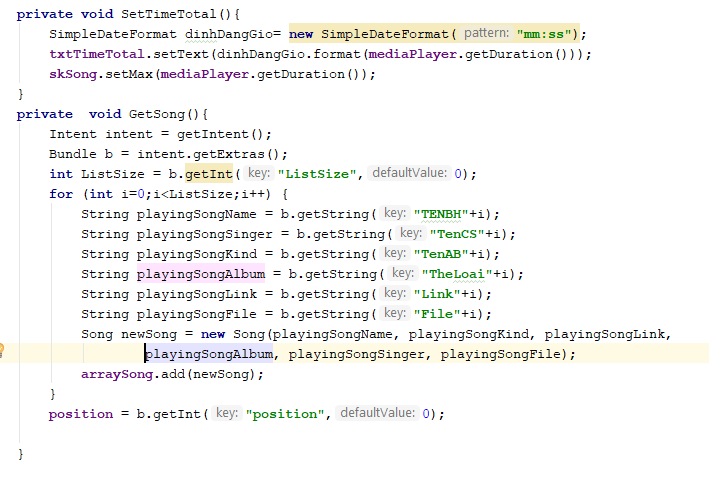 private void SetTimeTotal(){
SimpleDateFormat dinhDangGio= new SimpleDateFormat( pattern: "mm:ss");
txtTimeTotal.setText(dinhDangGio.format(mediaPlayer.getDuration()));
skSong.setMax(mediaPlayer.getDuration());
}
private  void GetSong(){
Intent intent = getIntent();
Bundle b = intent.getExtras();
int ListSize = b.getInt( key: "ListSize", defaultValue: 0);
for (int i=0;i<ListSize;i++) {
String playingSongName = b.getString( key: "TENBH"+i);
String playingSongSinger = b.getString( key: "TenCS"+i);
String playingSongKind = b.getString( key: "TenAB"+i);
String playingSongAlbum = b.getString( key: "TheLoai"+i);
String playingSongLink = b.getString( key: "Link"+i);
String playingSongFile = b.getString( key: "File"+i);
Song newSong = new Song(playingSongName, playingSongKind, playingSongLink,
playingSongAlbum, playingSongSinger, playingSongFile);
arraySong.add(newSong);
}
position = b.getInt( key: "position", defaultValue: 0);
}